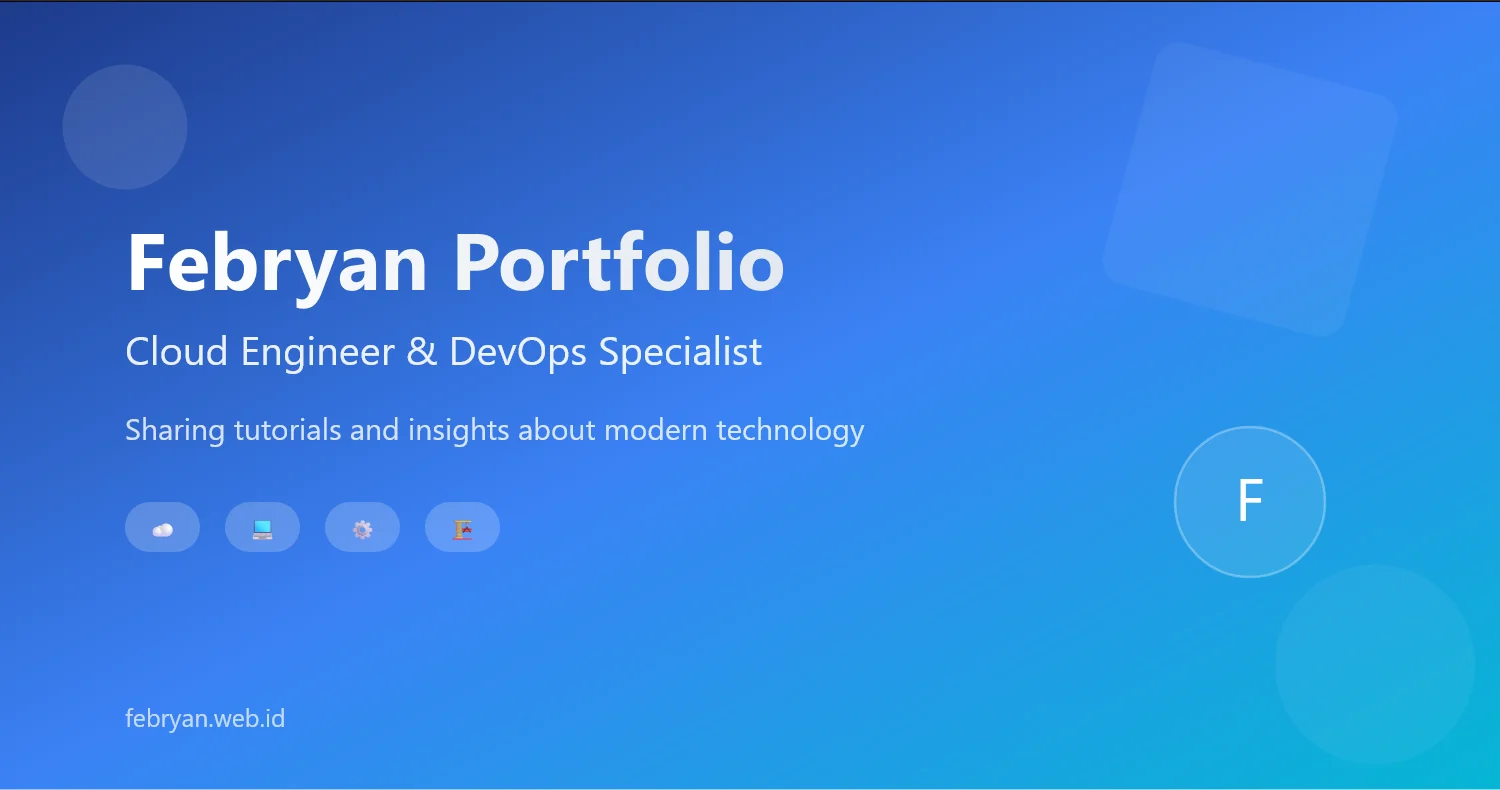 Febryan Portfolio
Cloud Engineer & DevOps Specialist
Sharing tutorials and insights about modern technology
F
febryan.web.id